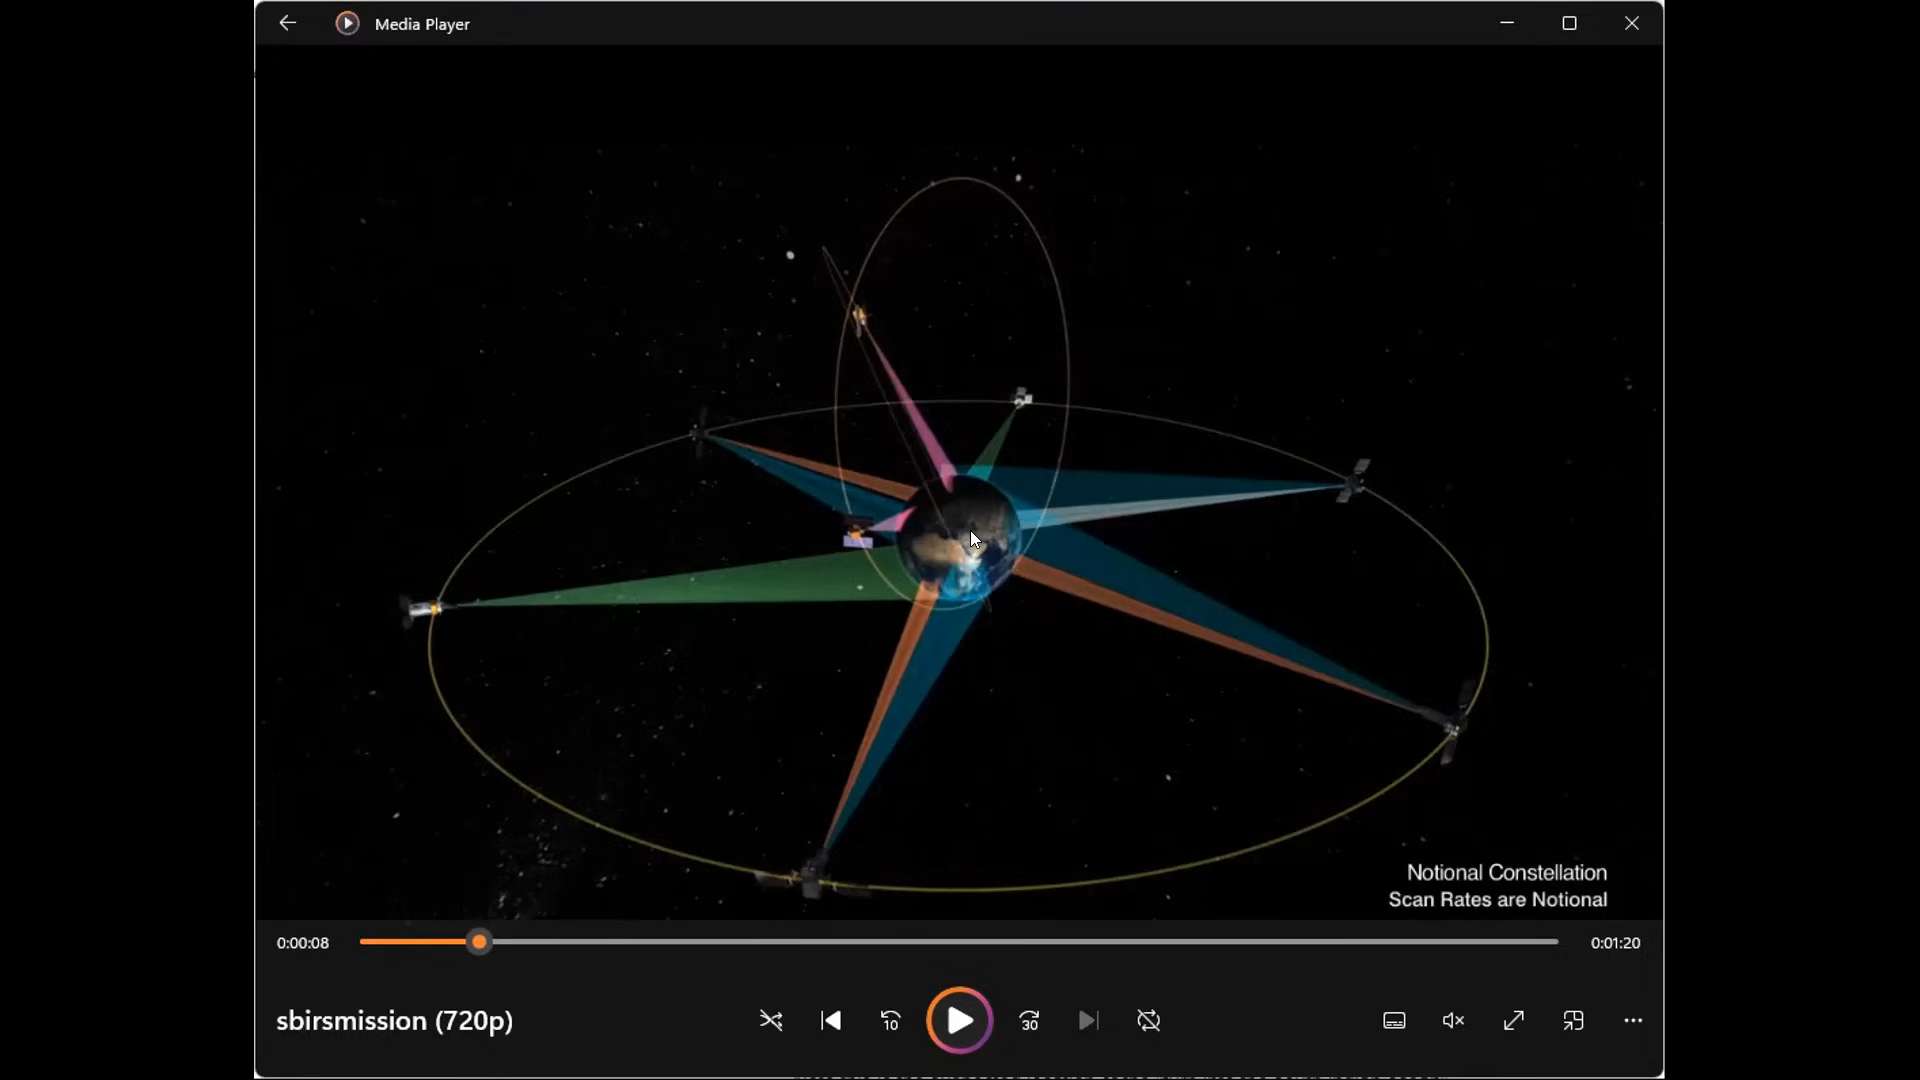 Media Player
Notional Constellation
Scan Rates are Notional
0:00:08
0:01:20
sbirsmission (720p)
10
30